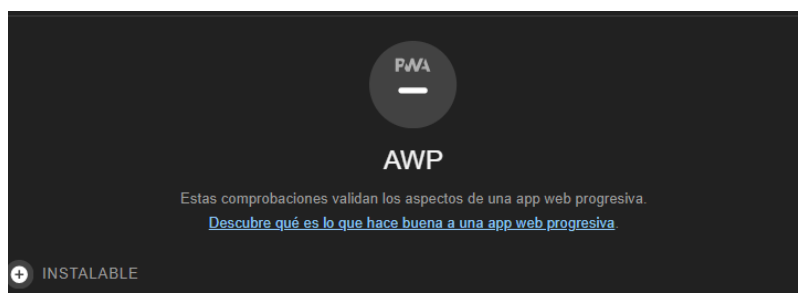 PWA
AWP
Estas comprobaciones validan los aspectos de una app web progresiva.
Descubre qué es lo que hace buena a una app web progresiva.
INSTALABLE